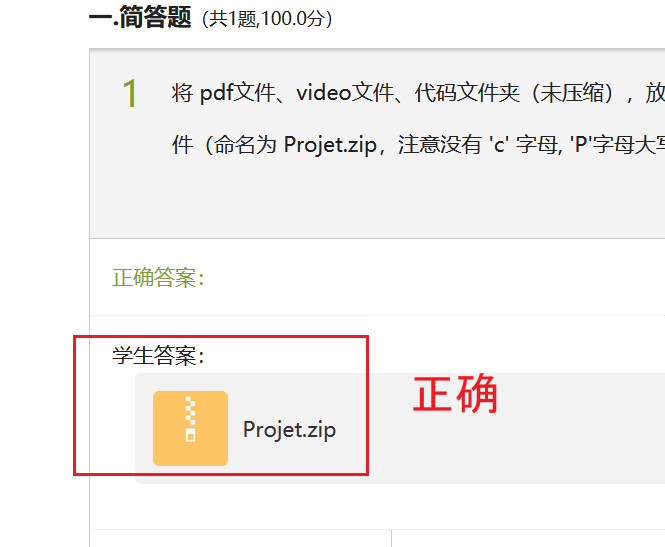 一.简答题（共1题,100.0分）
1 将 pdf文件、video文件、代码文件夹（未压缩），放
件（命名为 Projet.zip，注意没有 'c' 字母, 'P'字母大写
正确答案：
学生答案：
正确
Projet.zip